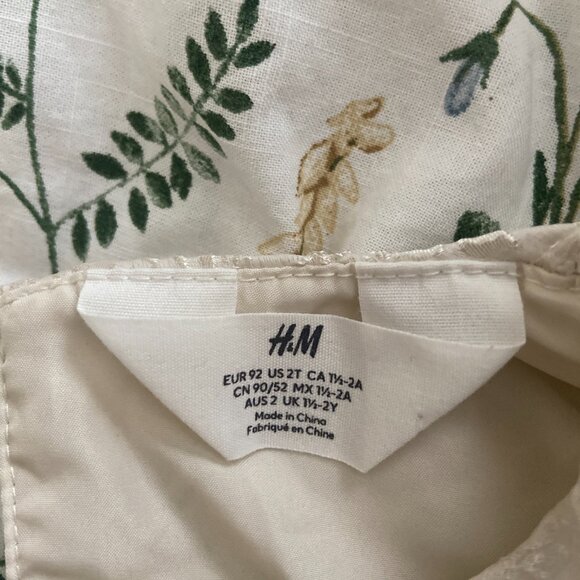 H&M
EUR 92 US 2T CA 1½-2A
CN 90/52 MX 1½-2A
AUS 2 UK 1½-2Y
Made in China
Fabriqué en Chine